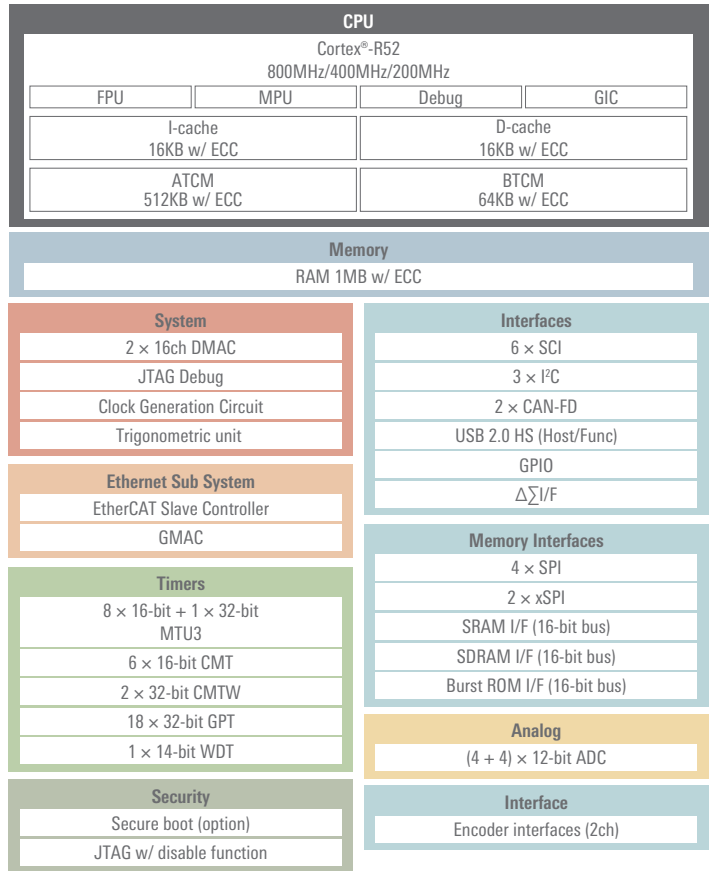 CPU
Cortex®-R52
800MHz/400MHz/200MHz
FPU
MPU
Debug
GIC
I-cache
16KB w/ ECC
D-cache
16KB w/ ECC
ATCM
512KB w/ ECC
BTCM
64KB w/ ECC
Memory
RAM 1MB w/ ECC
System
2 × 16ch DMAC
JTAG Debug
Clock Generation Circuit
Trigonometric unit
Ethernet Sub System
EtherCAT Slave Controller
GMAC
Timers
8 × 16-bit + 1 × 32-bit
MTU3
6 × 16-bit CMT
2 × 32-bit CMTW
18 × 32-bit GPT
1 × 14-bit WDT
Security
Secure boot (option)
JTAG w/ disable function
Interfaces
6 × SCI
3 × I²C
2 × CAN-FD
USB 2.0 HS (Host/Func)
GPIO
Δ∑I/F
Memory Interfaces
4 × SPI
2 × xSPI
SRAM I/F (16-bit bus)
SDRAM I/F (16-bit bus)
Burst ROM I/F (16-bit bus)
Analog
(4 + 4) × 12-bit ADC
Interface
Encoder interfaces (2ch)